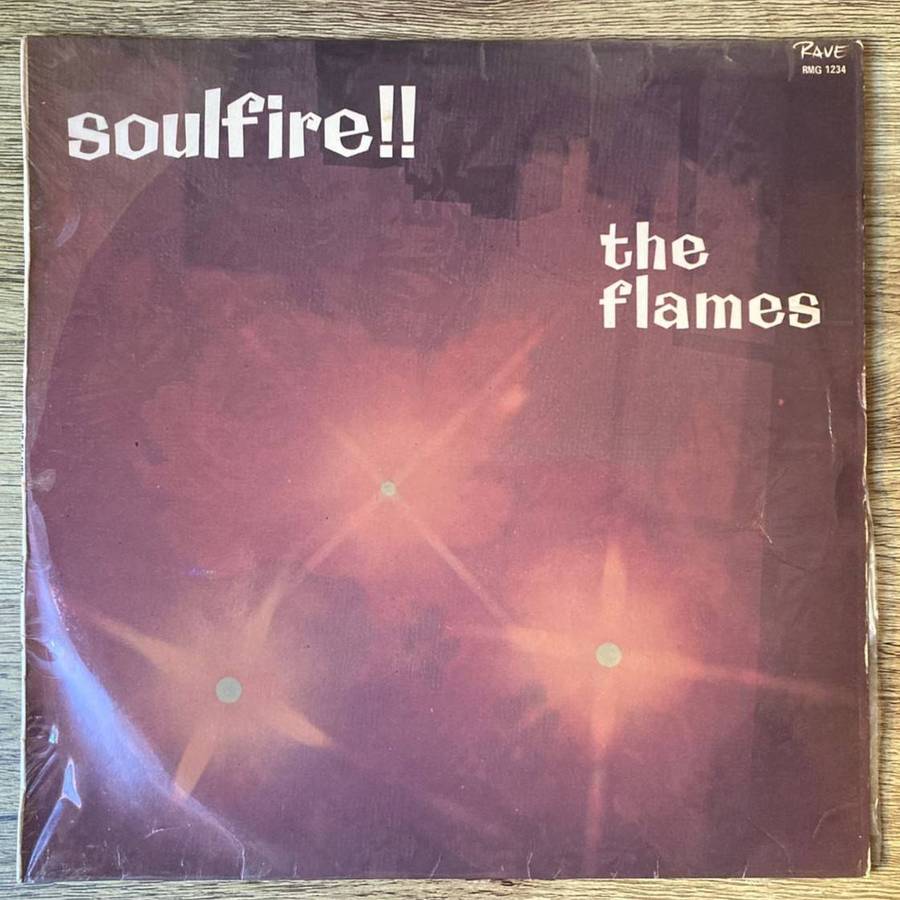 RAVE
RMG 1234
soulfire!!
the
flames